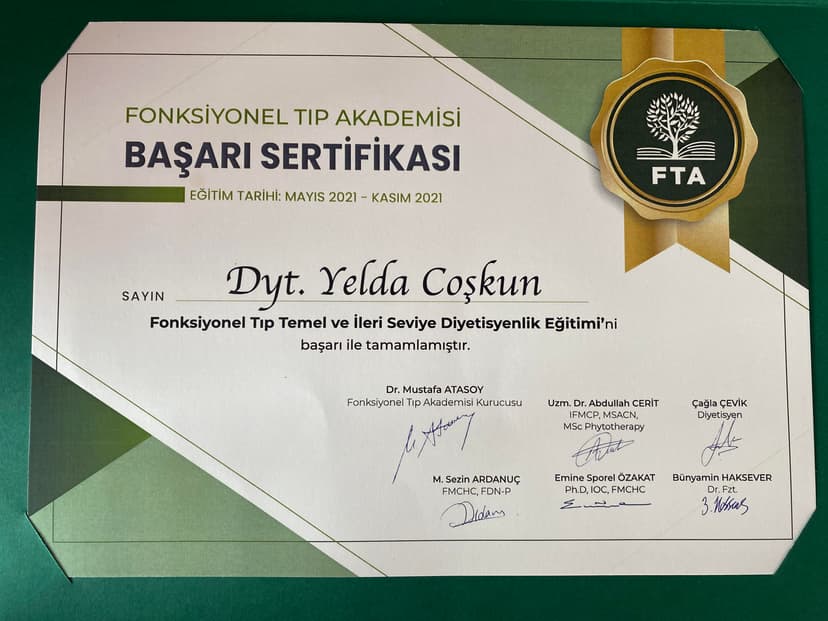 FONKSİYONEL TIP AKADEMİSİ
BAŞARI SERTİFİKASI
EĞİTİM TARİHİ: MAYIS 2021 - KASIM 2021
FTA
SAYIN Dyt. Yelda Coşkun
Fonksiyonel Tıp Temel ve İleri Seviye Diyetisyenlik Eğitimi'ni
başarı ile tamamlamıştır.
Dr. Mustafa ATASOY
Fonksiyonel Tıp Akademisi Kurucusu
Uzm. Dr. Abdullah CERİT
IFMCP, MSACN,
MSc Phytotherapy
Çağla ÇEVİK
Diyetisyen
M. Sezin ARDANUÇ
FMCHC, FDN-P
Emine Sporel ÖZAKAT
Ph.D, IOC, FMCHC
Bünyamin HAKSEVER
Dr. Fzt.